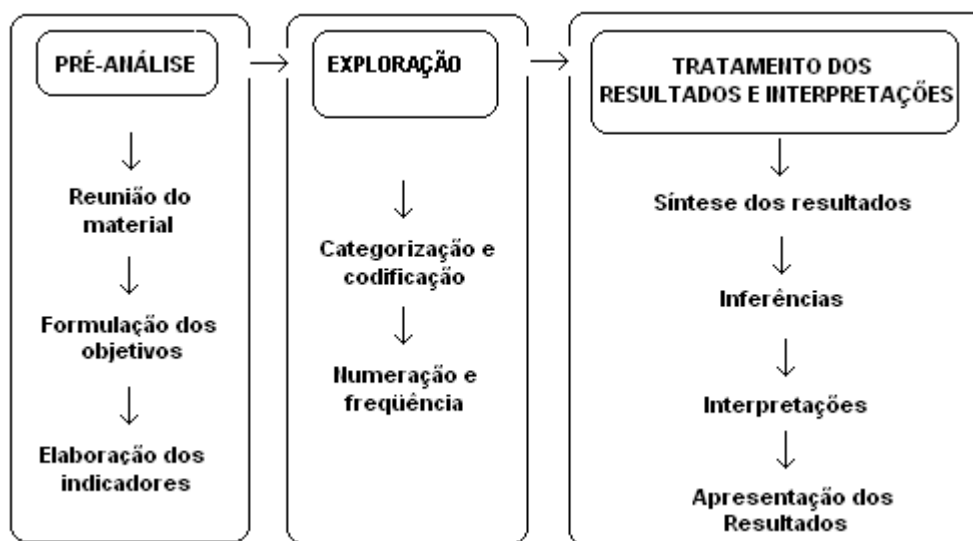 PRÉ-ANÁLISE
Reunião do
material
Formulação dos
objetivos
Elaboração dos
indicadores
EXPLORAÇÃO
Categorização e
codificação
Numeração e
freqüência
TRATAMENTO DOS
RESULTADOS E INTERPRETAÇÕES
Síntese dos resultados
Inferências
Interpretações
Apresentação dos
Resultados